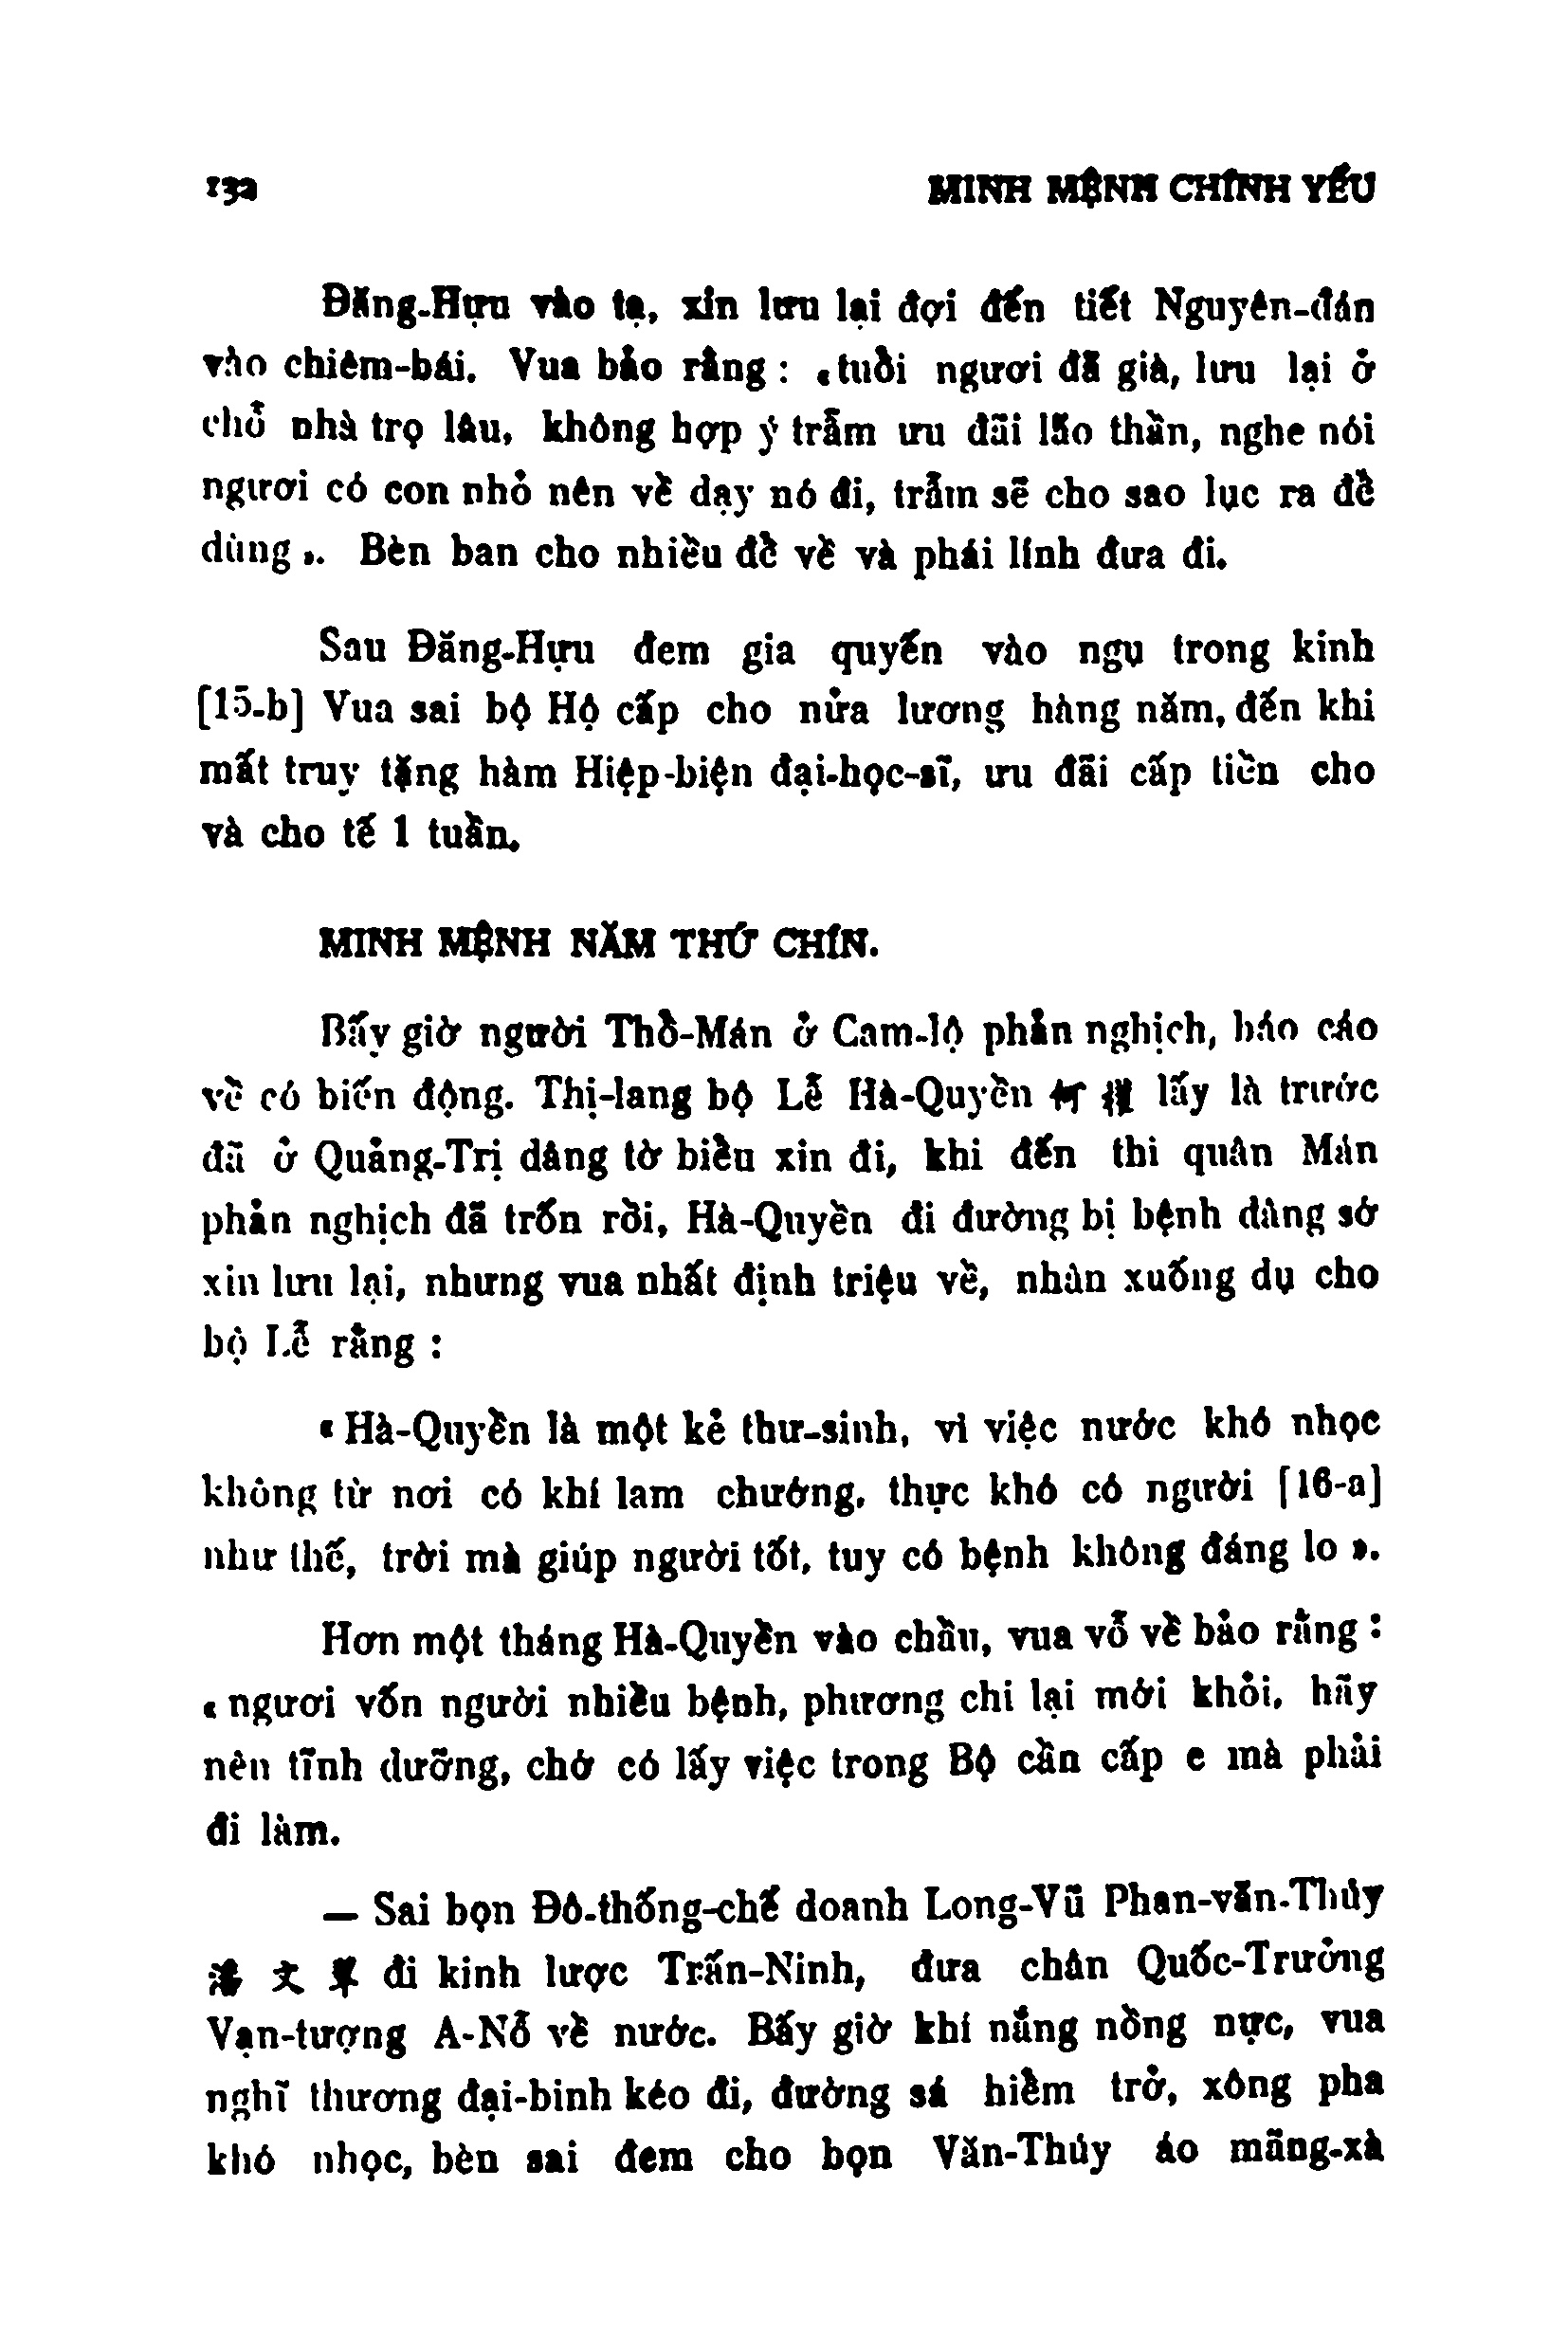 132 MINH MỆNH CHÍNH YẾU
Đăng-Hựu vào tạ, xin lưu lại đợi đến tiết Nguyên-đán
vào chiêm-bái. Vua bảo rằng : «tuổi ngươi đã già, lưu lại ở
chỗ nhà trọ lâu, không hợp ý trẫm ưu đãi lão thần, nghe nói
ngươi có con nhỏ nên về dạy nó đi, trẫm sẽ cho sao lục ra để
dùng ». Bèn ban cho nhiều để về và phái lính đưa đi.
Sau Đăng-Hựu đem gia quyến vào ngụ trong kinh
[15-b] Vua sai bộ Hộ cấp cho nửa lương hàng năm, đến khi
mất truy tặng hàm Hiệp-biện đại-học-sĩ, ưu đãi cấp tiền cho
và cho tế 1 tuần.
MINH MỆNH NĂM THỨ CHÍN.
Bấy giờ người Thổ-Mán ở Cam-lộ phản nghịch, báo cáo
về có biến động. Thị-lang bộ Lễ Hà-Quyền lấy là trước
đã ở Quảng-Trị dâng tờ biểu xin đi, khi đến thi quân Mán
phản nghịch đã trốn rồi, Hà-Quyền đi đường bị bệnh dâng sớ
xin lưu lại, nhưng vua nhất định triệu về, nhân xuống dụ cho
bộ Lễ rằng :
« Hà-Quyền là một kẻ thư-sinh, vì việc nước khó nhọc
không từ nơi có khí lam chướng, thực khó có người [16-a]
như thế, trời mà giúp người tốt, tuy có bệnh không đáng lo ».
Hơn một tháng Hà-Quyền vào chầu, vua vỗ về bảo rằng :
« ngươi vốn người nhiều bệnh, phương chi lại mới khỏi, hãy
nên tĩnh dưỡng, chớ có lấy việc trong Bộ cần cấp e mà phải
đi làm.
— Sai bọn Đô-thống-chế doanh Long-Vũ Phan-văn-Thúy
文 đi kinh lược Trấn-Ninh, đưa chân Quốc-Trưởng
Vạn-tượng A-Nỗ về nước. Bấy giờ khí nắng nồng nực, vua
nghĩ thương đại-binh kéo đi, đường sá hiểm trở, xông pha
khó nhọc, bèn sai đem cho bọn Văn-Thúy áo mãng-xà